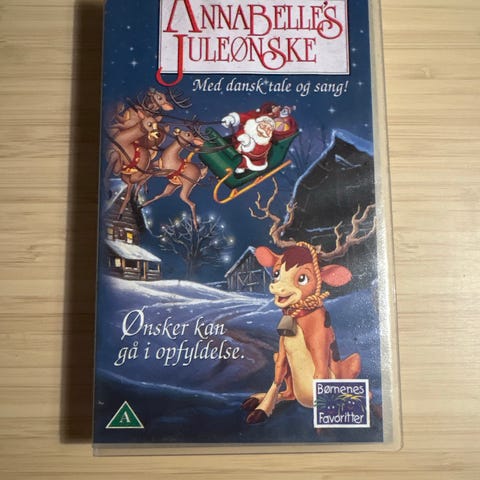 ANNABELLE'S
JULEØNSKE
Med dansk tale og sang!
Ønsker kan
gå i opfyldelse.
A
Børnenes
Favoritter